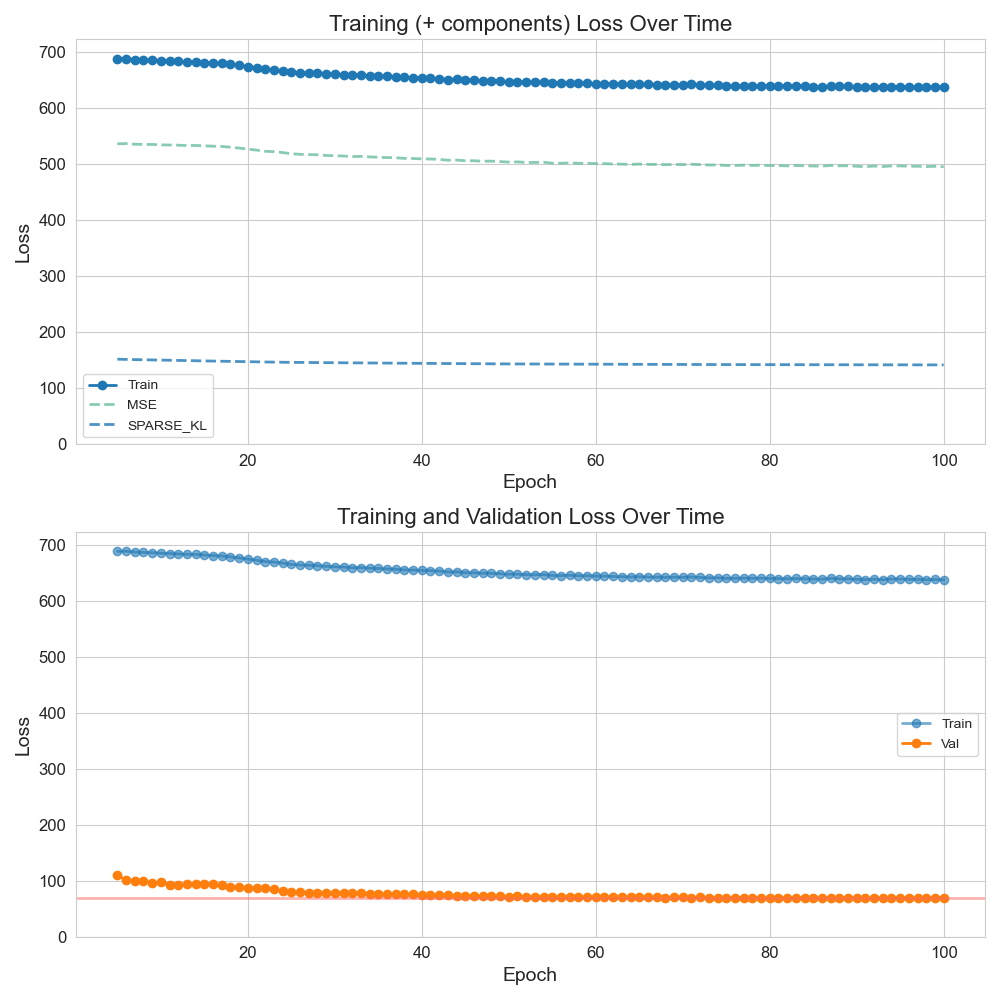 Training (+ components) Loss Over Time
700
600
500
400
300
200
100
0
Loss
Train
MSE
SPARSE_KL
20
40
60
80
100
Epoch
Training and Validation Loss Over Time
700
600
500
400
300
200
100
0
Loss
Train
Val
20
40
60
80
100
Epoch